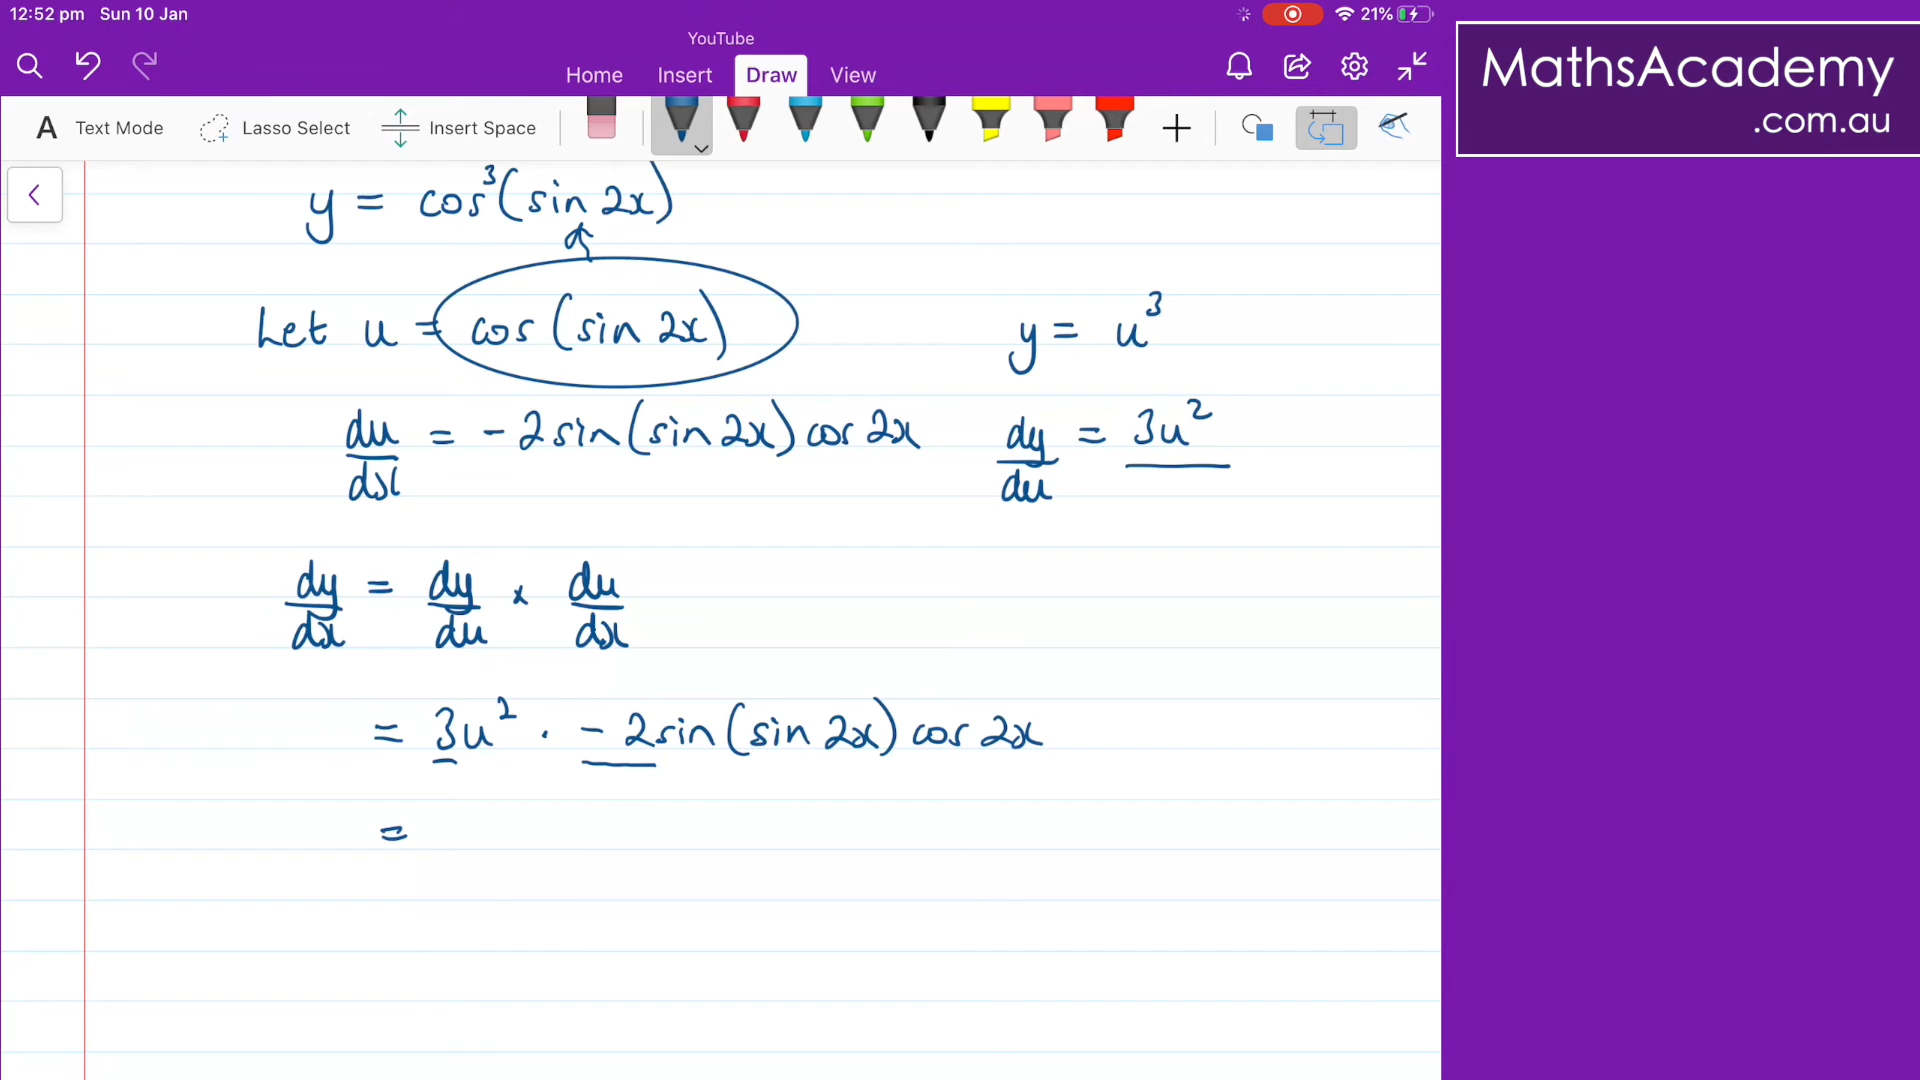 12:52 pm Sun 10 Jan
21%
YouTube
Home Insert Draw View
MathsAcademy
.com.au
A Text Mode Lasso Select Insert Space
y = cos³(sin 2x)
Let u = cos(sin 2x) y = u³
du/dx = -2sin(sin 2x) cos 2x dy/du = 3u²
dy/dx = dy/du × du/dx
= 3u² · -2sin(sin 2x) cos 2x
=